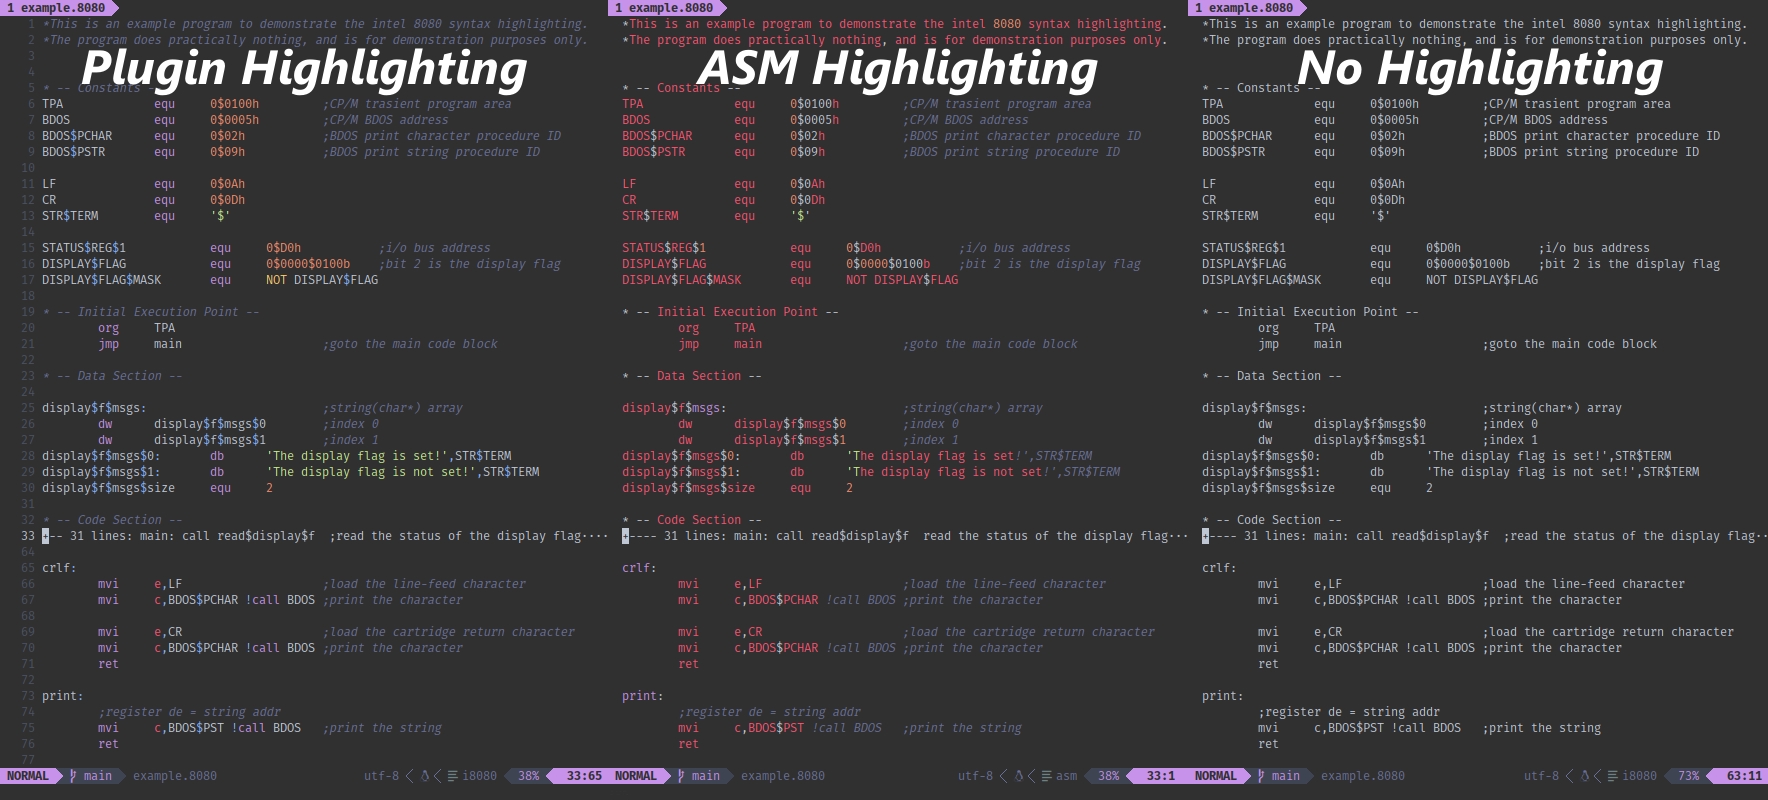 1 example.8080
1 *This is an example program to demonstrate the intel 8080 syntax highlighting.
2 *The program does practically nothing, and is for demonstration purposes only.
3
Plugin Highlighting
4
5 * -- Constants --
6 TPA equ 0$0100h ;CP/M trasient program area
7 BDOS equ 0$0005h ;CP/M BDOS address
8 BDOS$PCHAR equ 0$02h ;BDOS print character procedure ID
9 BDOS$PSTR equ 0$09h ;BDOS print string procedure ID
10
11 LF equ 0$0Ah
12 CR equ 0$0Dh
13 STR$TERM equ '$'
14
15 STATUS$REG$1 equ 0$D0h ;i/o bus address
16 DISPLAY$FLAG equ 0$0000$0100b ;bit 2 is the display flag
17 DISPLAY$FLAG$MASK equ NOT DISPLAY$FLAG
18
19 * -- Initial Execution Point --
20 org TPA
21 jmp main ;goto the main code block
22
23 * -- Data Section --
24
25 display$f$msgs: ;string(char*) array
26 dw display$f$msgs$0 ;index 0
27 dw display$f$msgs$1 ;index 1
28 display$f$msgs$0: db 'The display flag is set!',STR$TERM
29 display$f$msgs$1: db 'The display flag is not set!',STR$TERM
30 display$f$msgs$size equ 2
31
32 * -- Code Section --
33 +-- 31 lines: main: call read$display$f ;read the status of the display flag····
64
65 crlf:
66 mvi e,LF ;load the line-feed character
67 mvi c,BDOS$PCHAR !call BDOS ;print the character
68
69 mvi e,CR ;load the cartridge return character
70 mvi c,BDOS$PCHAR !call BDOS ;print the character
71 ret
72
73 print:
74 ;register de = string addr
75 mvi c,BDOS$PST !call BDOS ;print the string
76 ret
77
NORMAL main example.8080 utf-8 i8080 38% 33:65
1 example.8080
*This is an example program to demonstrate the intel 8080 syntax highlighting.
*The program does practically nothing, and is for demonstration purposes only.
ASM Highlighting
* -- Constants --
TPA equ 0$0100h ;CP/M trasient program area
BDOS equ 0$0005h ;CP/M BDOS address
BDOS$PCHAR equ 0$02h ;BDOS print character procedure ID
BDOS$PSTR equ 0$09h ;BDOS print string procedure ID
LF equ 0$0Ah
CR equ 0$0Dh
STR$TERM equ '$'
STATUS$REG$1 equ 0$D0h ;i/o bus address
DISPLAY$FLAG equ 0$0000$0100b ;bit 2 is the display flag
DISPLAY$FLAG$MASK equ NOT DISPLAY$FLAG
* -- Initial Execution Point --
org TPA
jmp main ;goto the main code block
* -- Data Section --
display$f$msgs: ;string(char*) array
dw display$f$msgs$0 ;index 0
dw display$f$msgs$1 ;index 1
display$f$msgs$0: db 'The display flag is set!',STR$TERM
display$f$msgs$1: db 'The display flag is not set!',STR$TERM
display$f$msgs$size equ 2
* -- Code Section --
+---- 31 lines: main: call read$display$f read the status of the display flag···
crlf:
mvi e,LF ;load the line-feed character
mvi c,BDOS$PCHAR !call BDOS ;print the character
mvi e,CR ;load the cartridge return character
mvi c,BDOS$PCHAR !call BDOS ;print the character
ret
print:
;register de = string addr
mvi c,BDOS$PST !call BDOS ;print the string
ret
NORMAL main example.8080 utf-8 asm 38% 33:1
1 example.8080
*This is an example program to demonstrate the intel 8080 syntax highlighting.
*The program does practically nothing, and is for demonstration purposes only.
No Highlighting
* -- Constants --
TPA equ 0$0100h ;CP/M trasient program area
BDOS equ 0$0005h ;CP/M BDOS address
BDOS$PCHAR equ 0$02h ;BDOS print character procedure ID
BDOS$PSTR equ 0$09h ;BDOS print string procedure ID
LF equ 0$0Ah
CR equ 0$0Dh
STR$TERM equ '$'
STATUS$REG$1 equ 0$D0h ;i/o bus address
DISPLAY$FLAG equ 0$0000$0100b ;bit 2 is the display flag
DISPLAY$FLAG$MASK equ NOT DISPLAY$FLAG
* -- Initial Execution Point --
org TPA
jmp main ;goto the main code block
* -- Data Section --
display$f$msgs: ;string(char*) array
dw display$f$msgs$0 ;index 0
dw display$f$msgs$1 ;index 1
display$f$msgs$0: db 'The display flag is set!',STR$TERM
display$f$msgs$1: db 'The display flag is not set!',STR$TERM
display$f$msgs$size equ 2
* -- Code Section --
+---- 31 lines: main: call read$display$f ;read the status of the display flag··
crlf:
mvi e,LF ;load the line-feed character
mvi c,BDOS$PCHAR !call BDOS ;print the character
mvi e,CR ;load the cartridge return character
mvi c,BDOS$PCHAR !call BDOS ;print the character
ret
print:
;register de = string addr
mvi c,BDOS$PST !call BDOS ;print the string
ret
NORMAL main example.8080 utf-8 i8080 73% 63:11